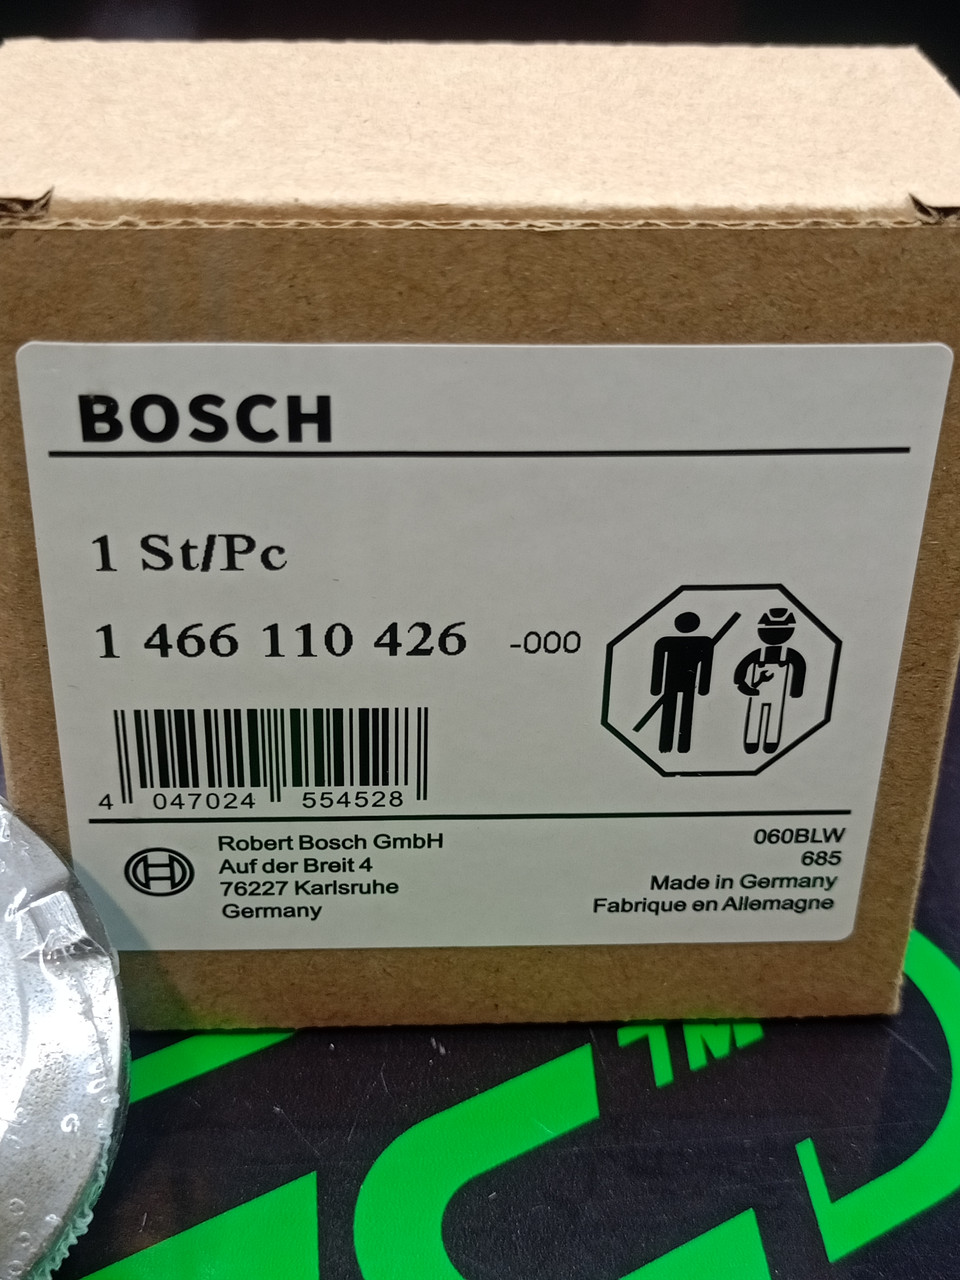 BOSCH
1 St/Pc
1 466 110 426 -000
4 047024 554528
Robert Bosch GmbH
Auf der Breit 4
76227 Karlsruhe
Germany
060BLW
685
Made in Germany
Fabrique en Allemagne
TM